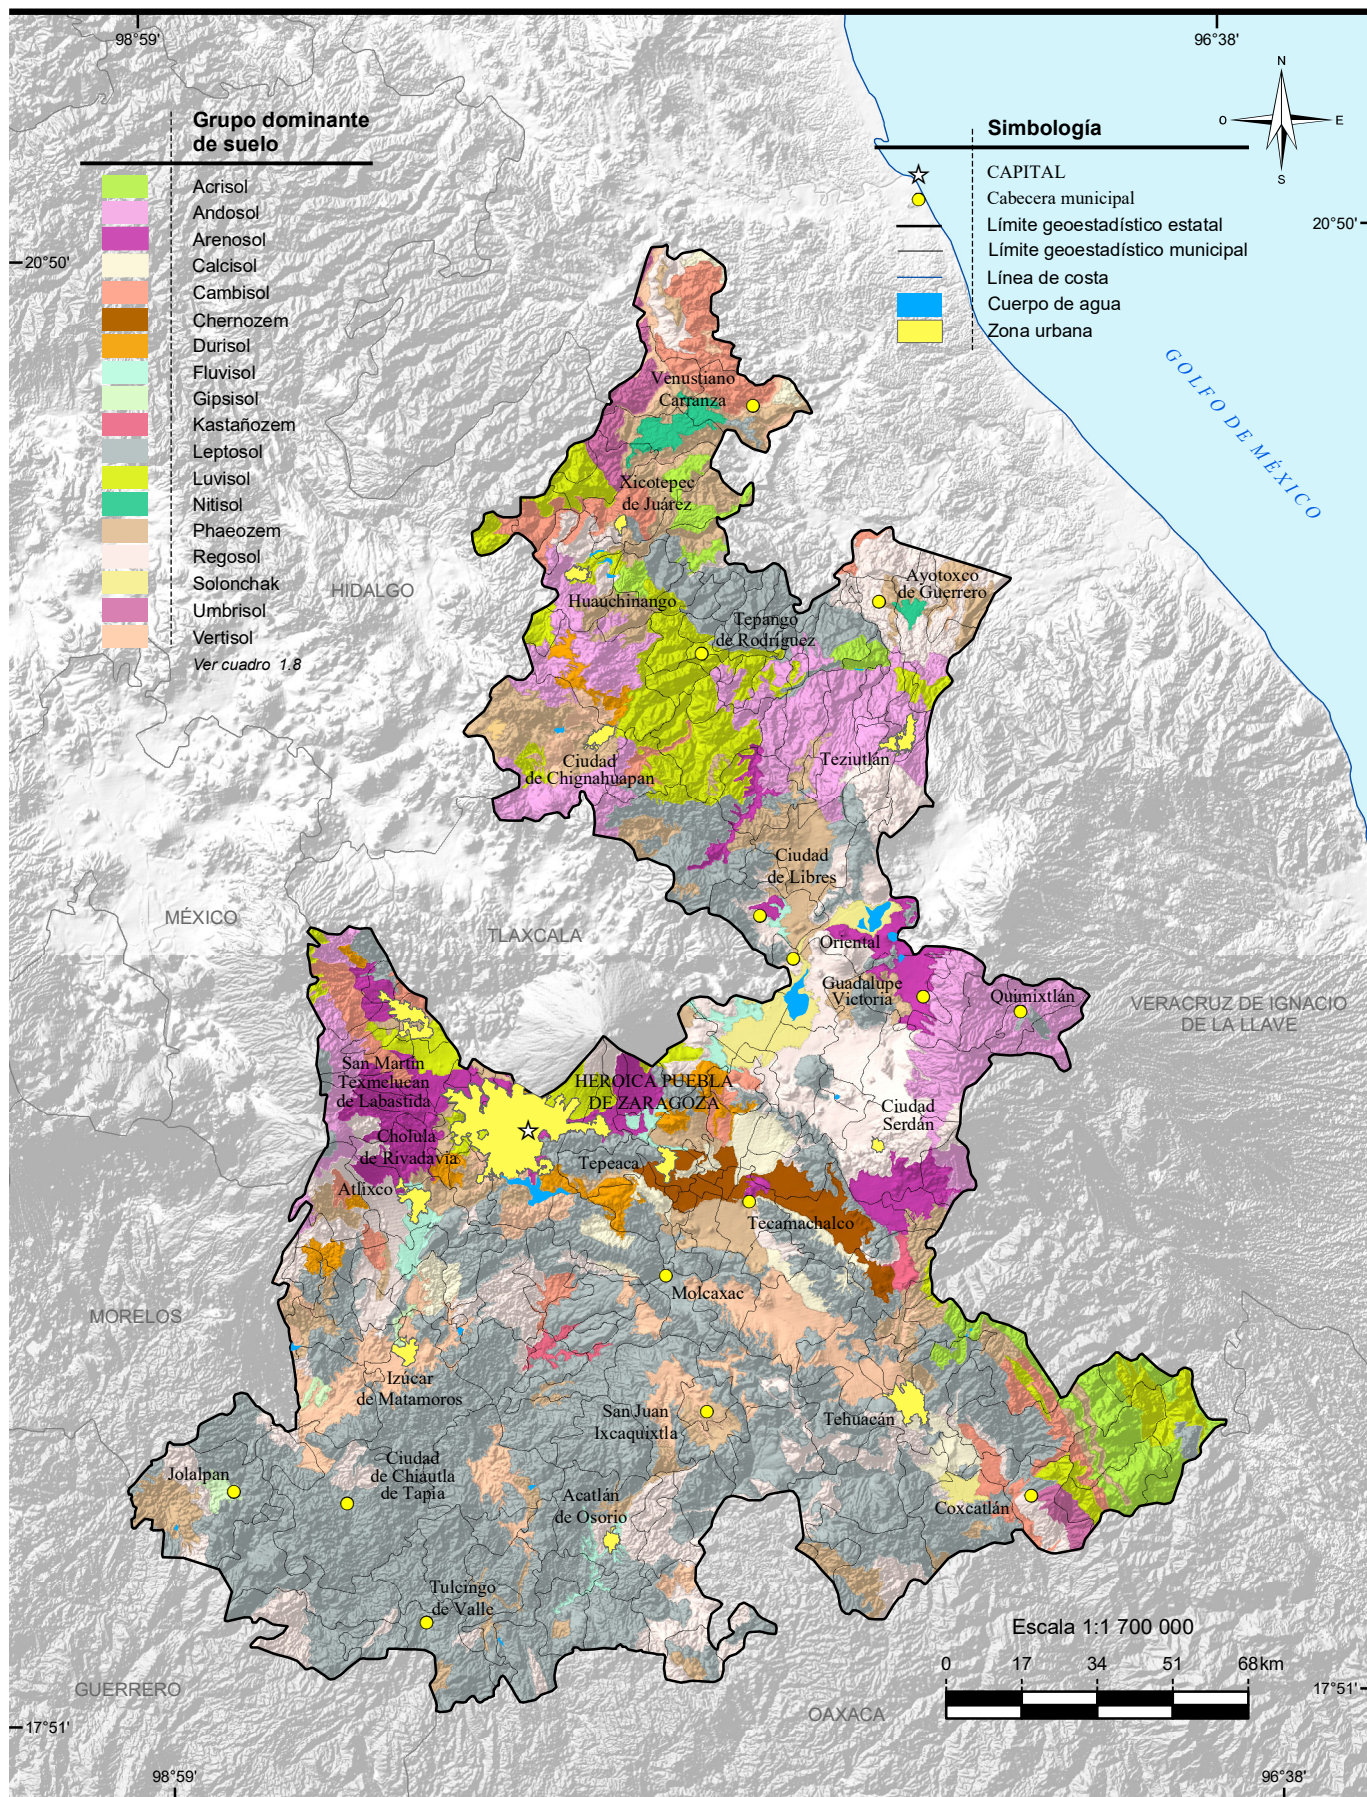 98°59'
96°38'
N
O
E
S
Grupo dominante
de suelo
Acrisol
Andosol
Arenosol
Calcisol
Cambisol
Chernozem
Durisol
Fluvisol
Gipsisol
Kastañozem
Leptosol
Luvisol
Nitisol
Phaeozem
Regosol
Solonchak
Umbrisol
Vertisol
Ver cuadro 1.8
Simbología
CAPITAL
Cabecera municipal
Límite geoestadístico estatal
Límite geoestadístico municipal
Línea de costa
Cuerpo de agua
Zona urbana
20°50'
20°50'
GOLFO DE MÉXICO
Venustiano
Carranza
Xicotepec
de Juárez
HIDALGO
Huauchinango
Ayotoxco
de Guerrero
Tepango
de Rodríguez
Teziutlán
Ciudad
de Chignahuapan
Ciudad
de Libres
MÉXICO
TLAXCALA
Oriental
Guadalupe
Victoria
Quimixtlán
VERACRUZ DE IGNACIO
DE LA LLAVE
San Martín
Texmelucan
de Labastida
HEROICA PUEBLA
DE ZARAGOZA
Ciudad
Serdán
Cholula
de Rivadavia
Tepeaca
Atlixco
Tecamachalco
Molcaxac
MORELOS
Izúcar
de Matamoros
San Juan
Ixcaquixtla
Tehuacán
Jolalpan
Ciudad
de Chiautla
de Tapia
Acatlán
de Osorio
Coxcatlán
Tulcingo
de Valle
GUERRERO
OAXACA
Escala 1:1 700 000
0 17 34 51 68 km
17°51'
17°51'
98°59'
96°38'